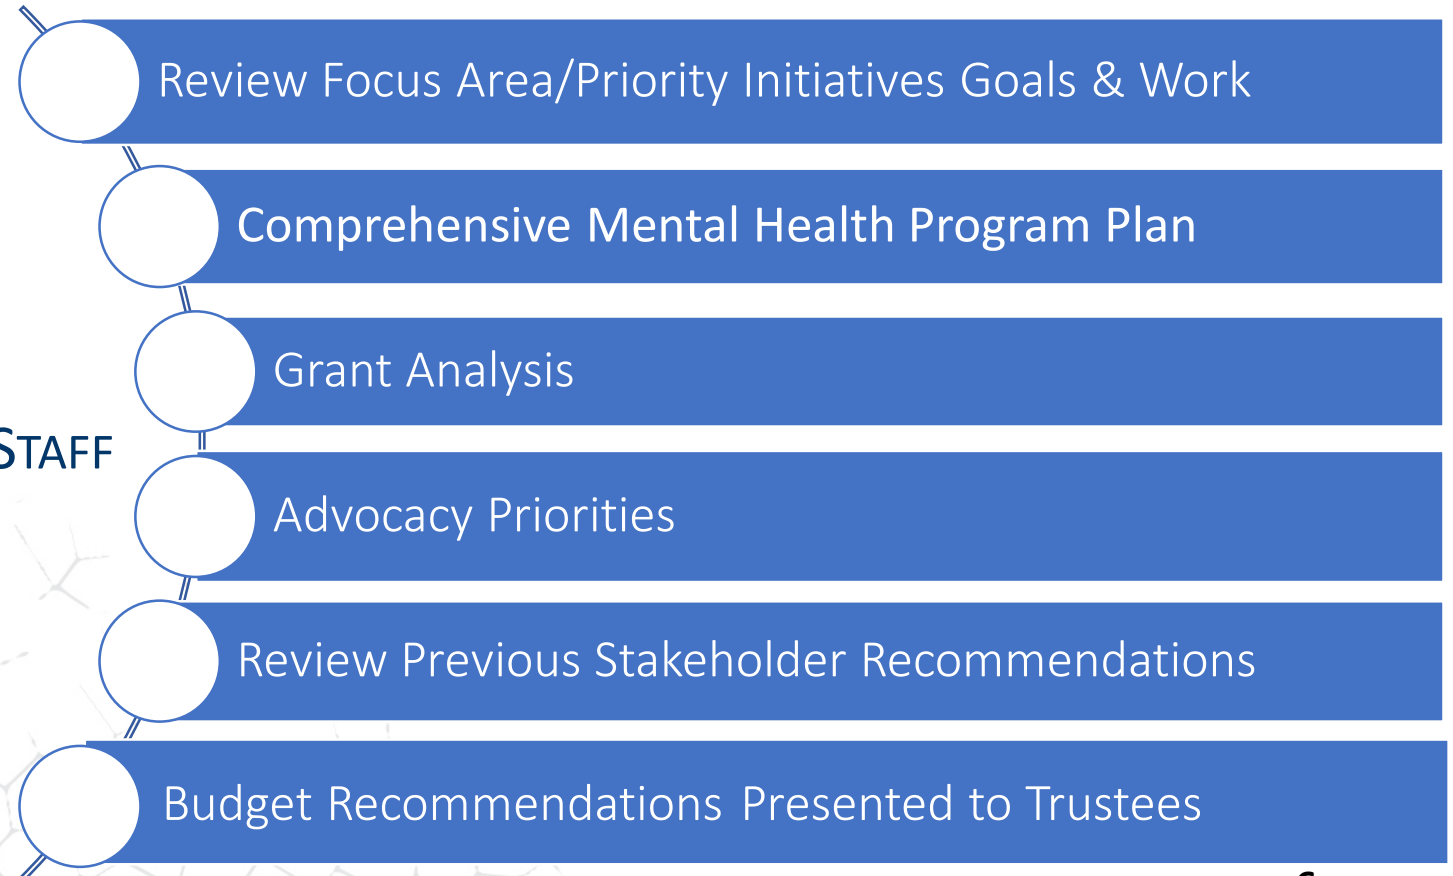 Review Focus Area/Priority Initiatives Goals & Work
Comprehensive Mental Health Program Plan
Grant Analysis
STAFF
Advocacy Priorities
Review Previous Stakeholder Recommendations
Budget Recommendations Presented to Trustees